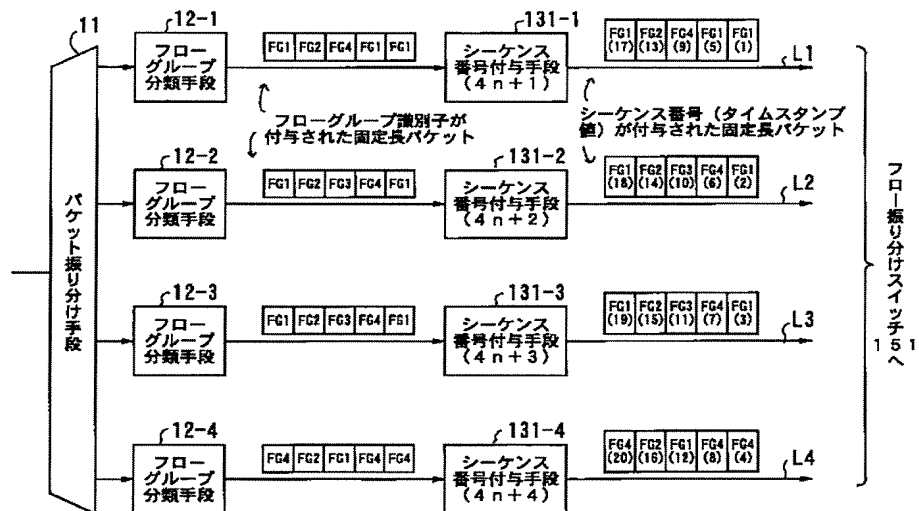 11
パケット振り分け手段
12-1
フロー
グループ
分類手段
FG1 FG2 FG4 FG1 FG1
131-1
シーケンス
番号付与手段
(4n+1)
FG1 FG2 FG4 FG1 FG1
(17) (13) (9) (5) (1)
L1
フローグループ識別子が
付与された固定長パケット
シーケンス番号(タイムスタンプ
値)が付与された固定長パケット
12-2
フロー
グループ
分類手段
FG1 FG2 FG3 FG4 FG1
131-2
シーケンス
番号付与手段
(4n+2)
FG1 FG2 FG3 FG4 FG1
(18) (14) (10) (6) (2)
L2
12-3
フロー
グループ
分類手段
FG1 FG2 FG3 FG4 FG1
131-3
シーケンス
番号付与手段
(4n+3)
FG1 FG2 FG3 FG4 FG1
(19) (15) (11) (7) (3)
L3
12-4
フロー
グループ
分類手段
FG4 FG2 FG1 FG4 FG4
131-4
シーケンス
番号付与手段
(4n+4)
FG4 FG2 FG1 FG4 FG4
(20) (16) (12) (8) (4)
L4
フロー振り分けスイッチ151へ